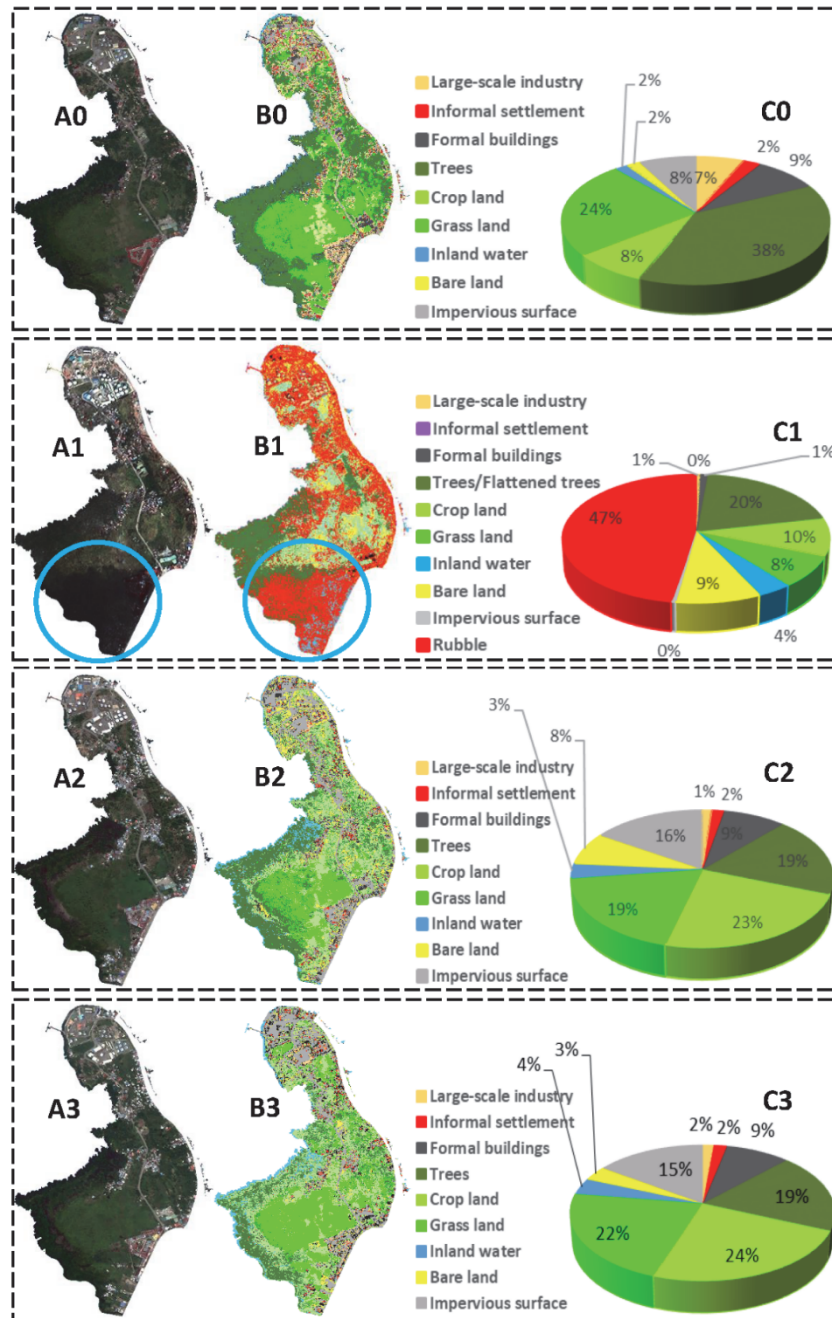 A0
B0
Large-scale industry
Informal settlement
Formal buildings
Trees
Crop land
Grass land
Inland water
Bare land
Impervious surface
C0
2%
2%
2%
9%
8%
7%
24%
38%
8%
A1
B1
Large-scale industry
Informal settlement
Formal buildings
Trees/Flattened trees
Crop land
Grass land
Inland water
Bare land
Impervious surface
Rubble
C1
1%
0%
1%
20%
47%
10%
8%
9%
4%
0%
A2
B2
Large-scale industry
Informal settlement
Formal buildings
Trees
Crop land
Grass land
Inland water
Bare land
Impervious surface
C2
3%
8%
1%
2%
9%
16%
19%
19%
23%
A3
B3
Large-scale industry
Informal settlement
Formal buildings
Trees
Crop land
Grass land
Inland water
Bare land
Impervious surface
C3
4%
3%
2%
2%
9%
15%
19%
22%
24%